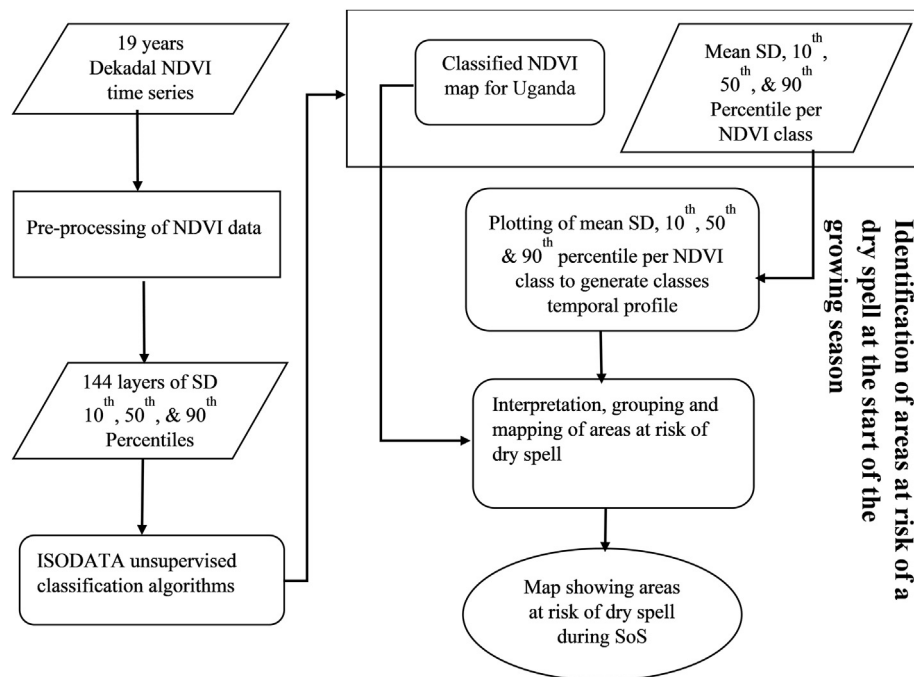 19 years
Dekadal NDVI
time series
Pre-processing of NDVI data
144 layers of SD
10th, 50th, & 90th
Percentiles
ISODATA unsupervised
classification algorithms
Classified NDVI
map for Uganda
Mean SD, 10th,
50th, & 90th
Percentile per
NDVI class
Plotting of mean SD, 10th, 50th
& 90th percentile per NDVI
class to generate classes
temporal profile
Interpretation, grouping and
mapping of areas at risk of
dry spell
Map showing areas
at risk of dry spell
during SoS
Identification of areas at risk of a
dry spell at the start of the
growing season